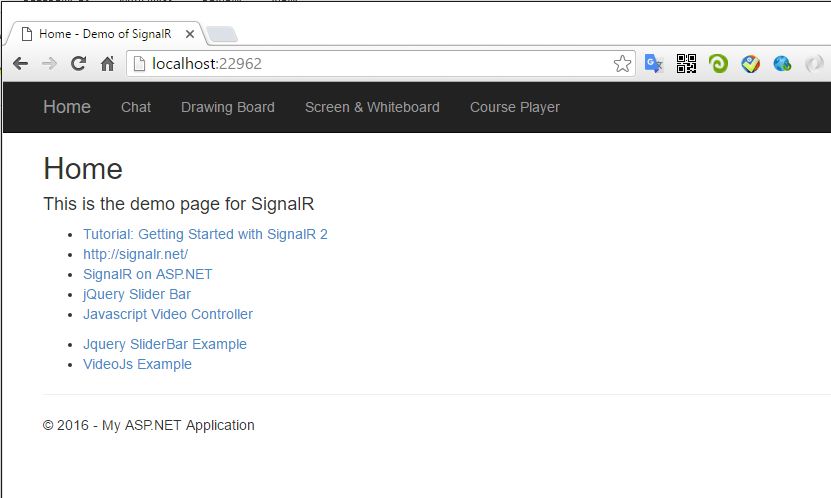 Home - Demo of SignalR
localhost:22962
Home Chat Drawing Board Screen & Whiteboard Course Player
Home
This is the demo page for SignalR
Tutorial: Getting Started with SignalR 2
http://signalr.net/
SignalR on ASP.NET
jQuery Slider Bar
Javascript Video Controller
Jquery SliderBar Example
VideoJs Example
© 2016 - My ASP.NET Application